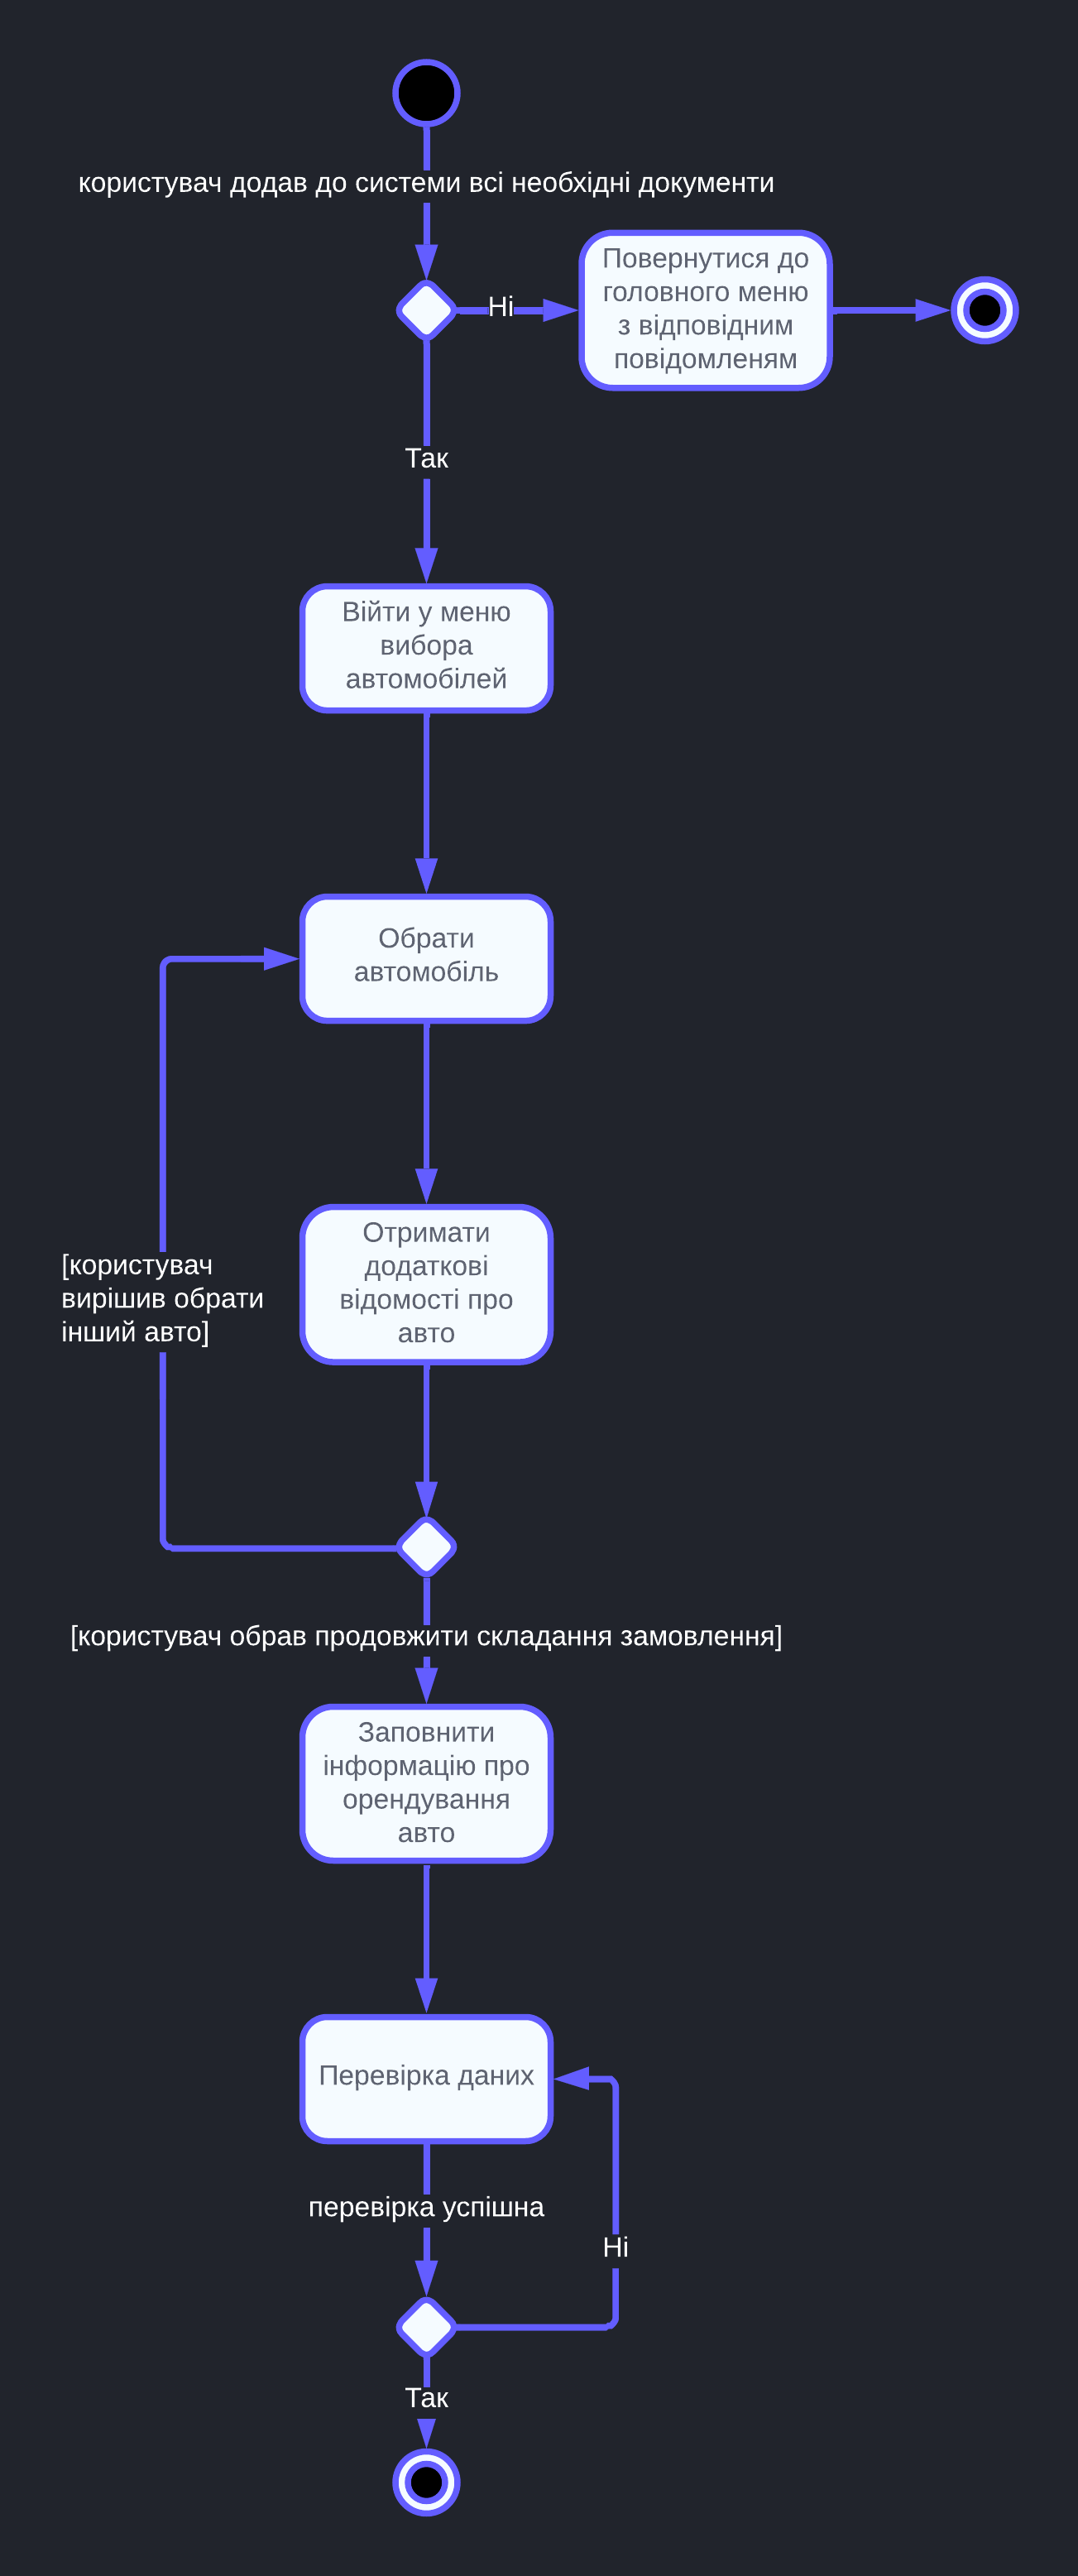 користувач додав до системи всі необхідні документи
Повернутися до
головного меню
з відповідним
повідомленям
Ні
Так
Війти у меню
вибора
автомобілей
Обрати
автомобіль
Отримати
додаткові
відомості про
авто
[користувач
вирішив обрати
інший авто]
[користувач обрав продовжити складання замовлення]
Заповнити
інформацію про
орендування
авто
Перевірка даних
перевірка успішна
Ні
Так